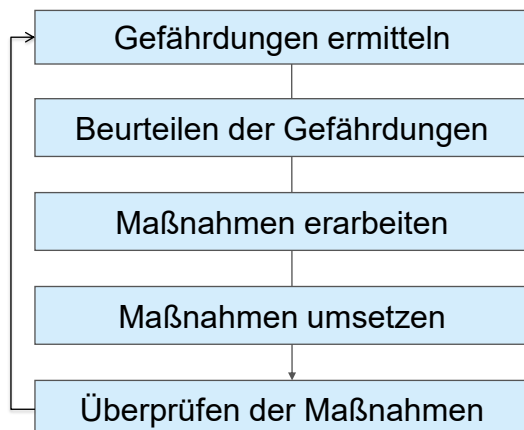 Gefährdungen ermitteln
Beurteilen der Gefährdungen
Maßnahmen erarbeiten
Maßnahmen umsetzen
Überprüfen der Maßnahmen